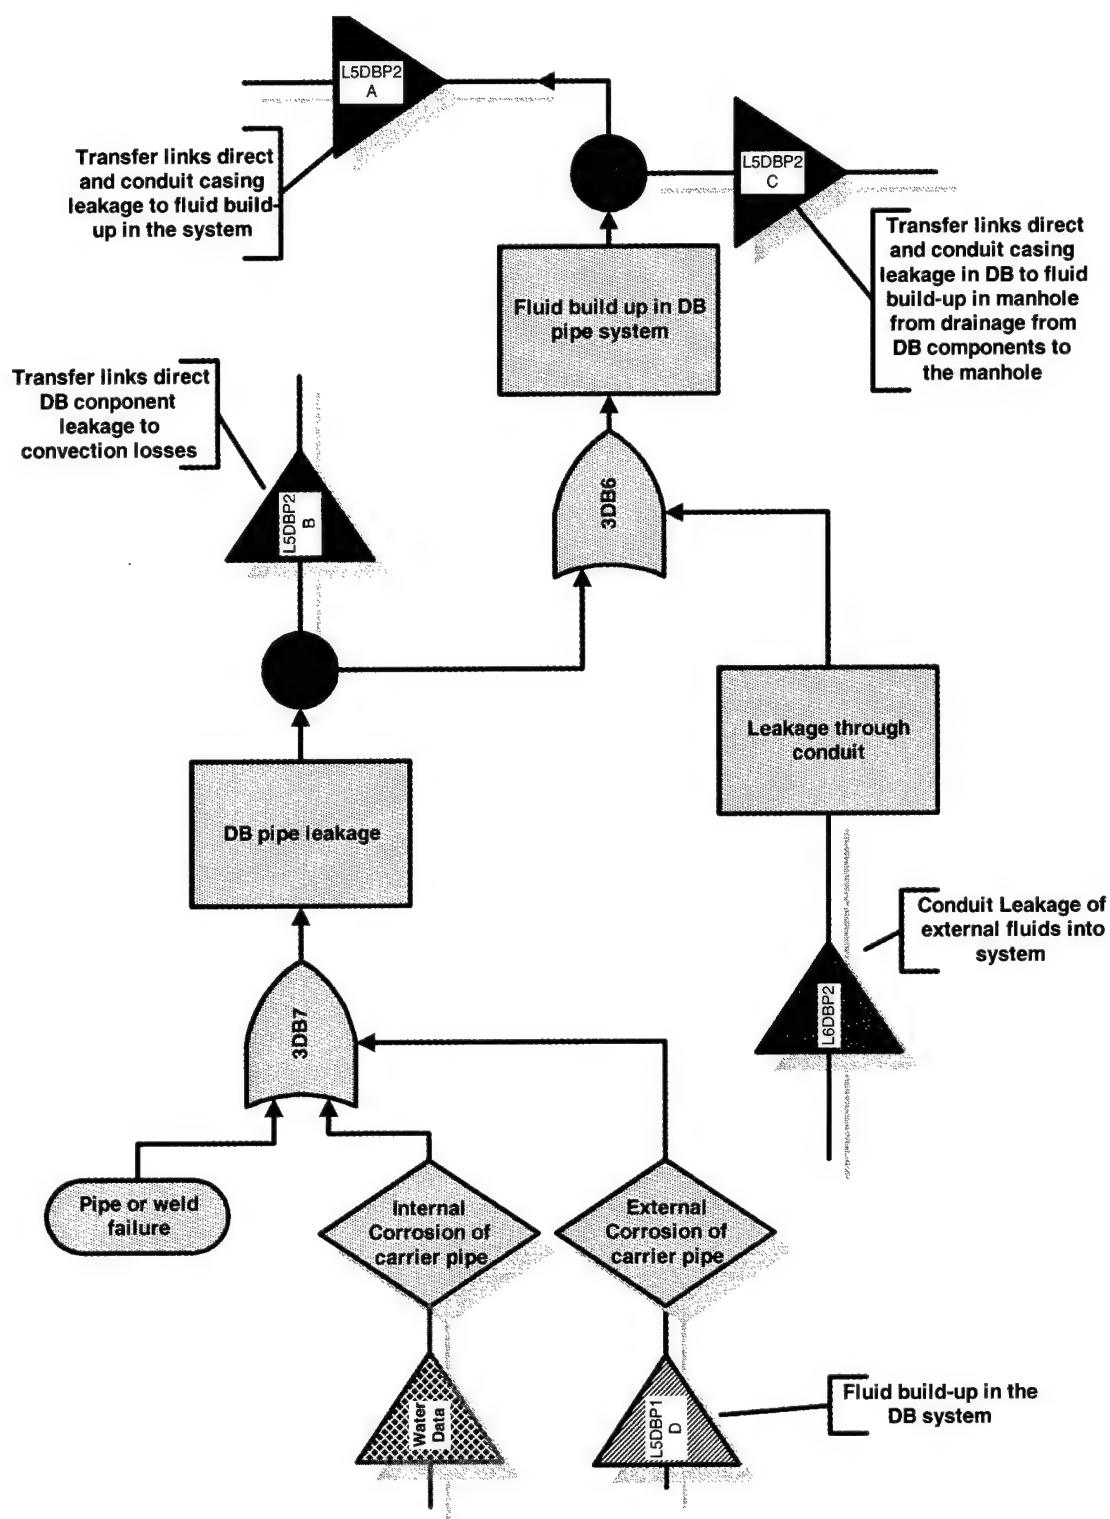 L5DBP2
A
Transfer links direct
and conduit casing
leakage to fluid build-
up in the system
L5DBP2
C
Transfer links direct
and conduit casing
leakage in DB to fluid
build-up in manhole
from drainage from
DB components to
the manhole
Fluid build up in DB
pipe system
Transfer links direct
DB conponent
leakage to
convection losses
L5DBP2
B
3DB6
Leakage through
conduit
DB pipe leakage
Conduit Leakage of
external fluids into
system
L6DBP2
3DB7
Pipe or weld
failure
Internal
Corrosion of
carrier pipe
External
Corrosion of
carrier pipe
Water
Data
L5DBP1
D
Fluid build-up in the
DB system